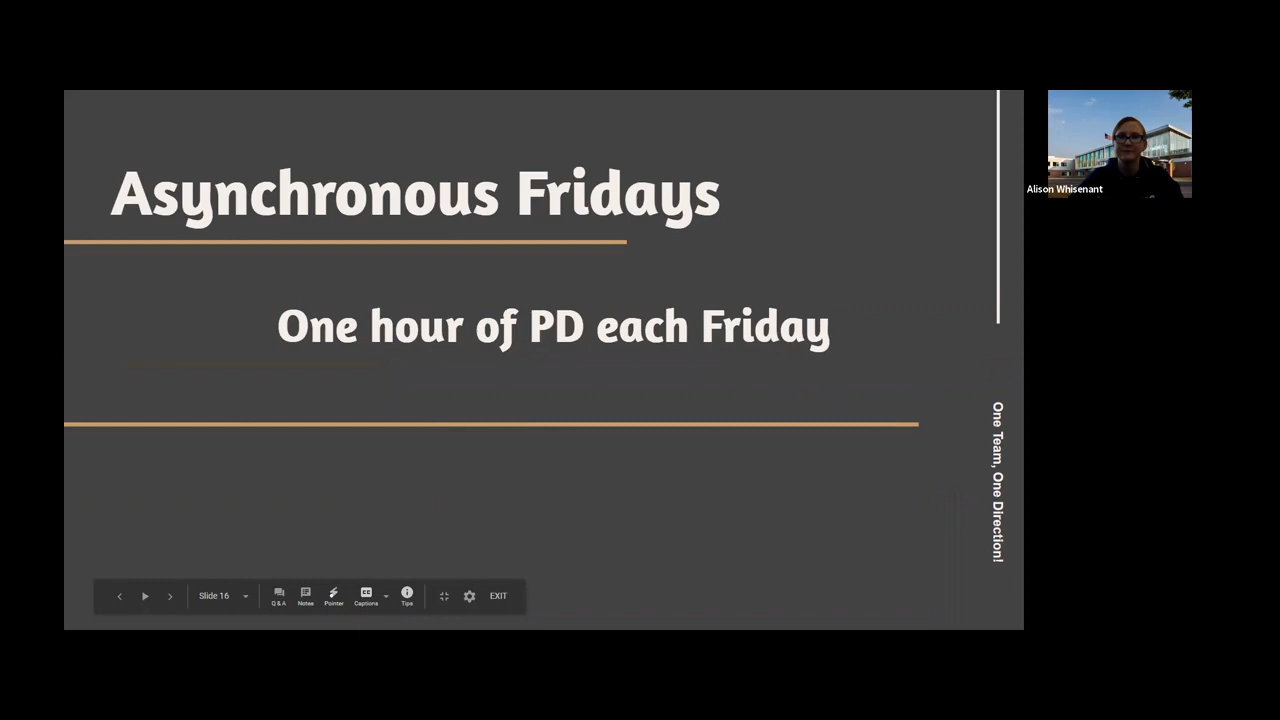 Asynchronous Fridays
One hour of PD each Friday
One Team, One Direction!
Alison Whisenant
Slide 16
Q & A
Notes
Pointer
CC
Captions
Tips
EXIT